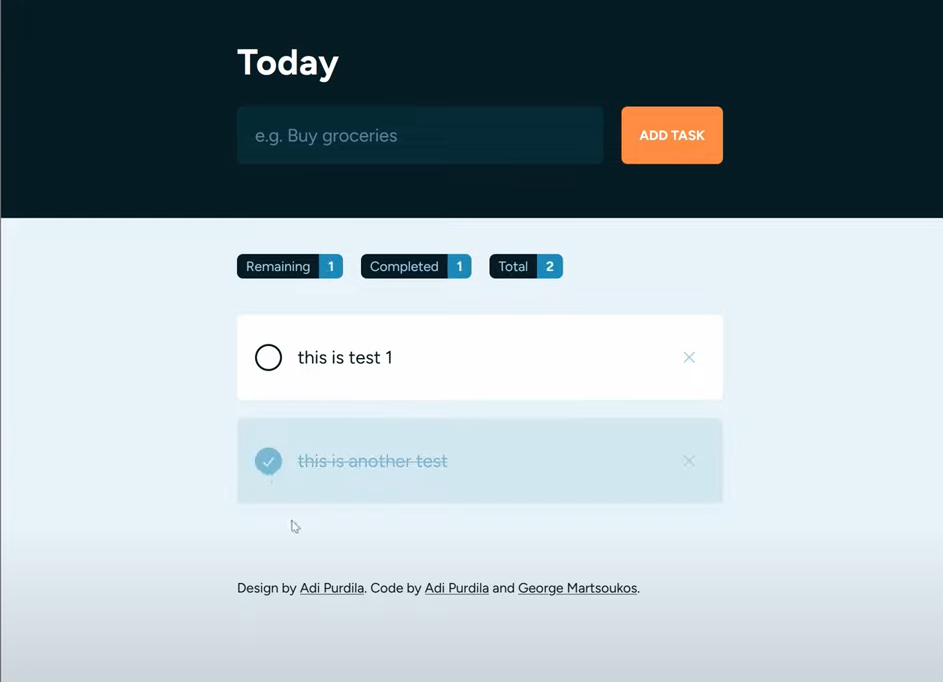 Today
e.g. Buy groceries
ADD TASK
Remaining 1 Completed 1 Total 2
this is test 1
this is another test
Design by Adi Purdila. Code by Adi Purdila and George Martsoukos.